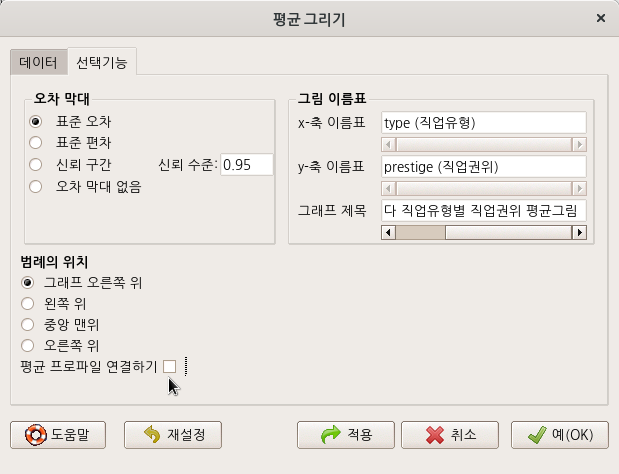 평균 그리기
데이터 선택기능
오차 막대
표준 오차
표준 편차
신뢰 구간 신뢰 수준: 0.95
오차 막대 없음
그림 이름표
x-축 이름표 type (직업유형)
y-축 이름표 prestige (직업권위)
그래프 제목 다 직업유형별 직업권위 평균그림
범례의 위치
그래프 오른쪽 위
왼쪽 위
중앙 맨위
오른쪽 위
평균 프로파일 연결하기
도움말 재설정 적용 취소 예(OK)